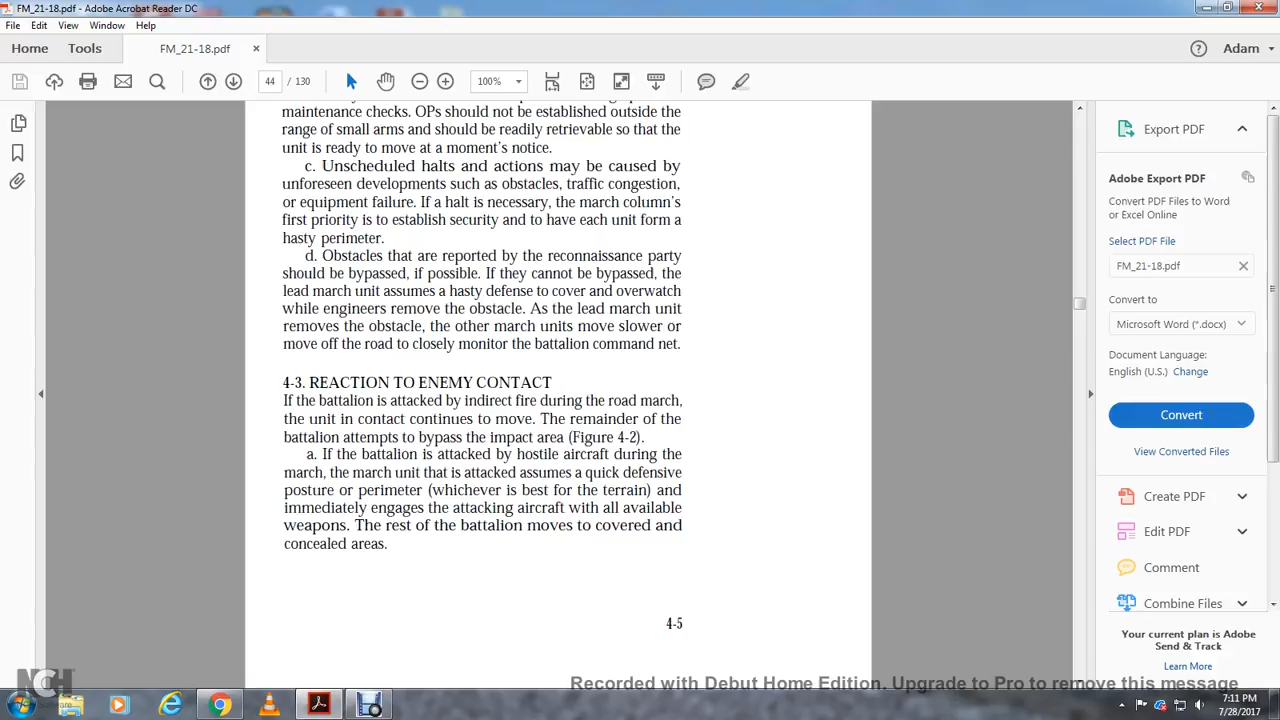 FM_21-18.pdf - Adobe Acrobat Reader DC
File Edit View Window Help
Home Tools FM_21-18.pdf × Adam
44 / 130 100%
maintenance checks. OPs should not be established outside the
range of small arms and should be readily retrievable so that the
unit is ready to move at a moment's notice.
c. Unscheduled halts and actions may be caused by
unforeseen developments such as obstacles, traffic congestion,
or equipment failure. If a halt is necessary, the march column's
first priority is to establish security and to have each unit form a
hasty perimeter.
d. Obstacles that are reported by the reconnaissance party
should be bypassed, if possible. If they cannot be bypassed, the
lead march unit assumes a hasty defense to cover and overwatch
while engineers remove the obstacle. As the lead march unit
removes the obstacle, the other march units move slower or
move off the road to closely monitor the battalion command net.
4-3. REACTION TO ENEMY CONTACT
If the battalion is attacked by indirect fire during the road march,
the unit in contact continues to move. The remainder of the
battalion attempts to bypass the impact area (Figure 4-2).
a. If the battalion is attacked by hostile aircraft during the
march, the march unit that is attacked assumes a quick defensive
posture or perimeter (whichever is best for the terrain) and
immediately engages the attacking aircraft with all available
weapons. The rest of the battalion moves to covered and
concealed areas.
4-5
Export PDF
Adobe Export PDF
Convert PDF Files to Word
or Excel Online
Select PDF File
FM_21-18.pdf
Convert to
Microsoft Word (*.docx)
Document Language:
English (U.S.) Change
Convert
View Converted Files
Create PDF
Edit PDF
Comment
Combine Files
Your current plan is Adobe
Send & Track
Learn More
NCH
Software
Recorded with Debut Home Edition. Upgrade to Pro to remove this message
7:11 PM
7/28/2017